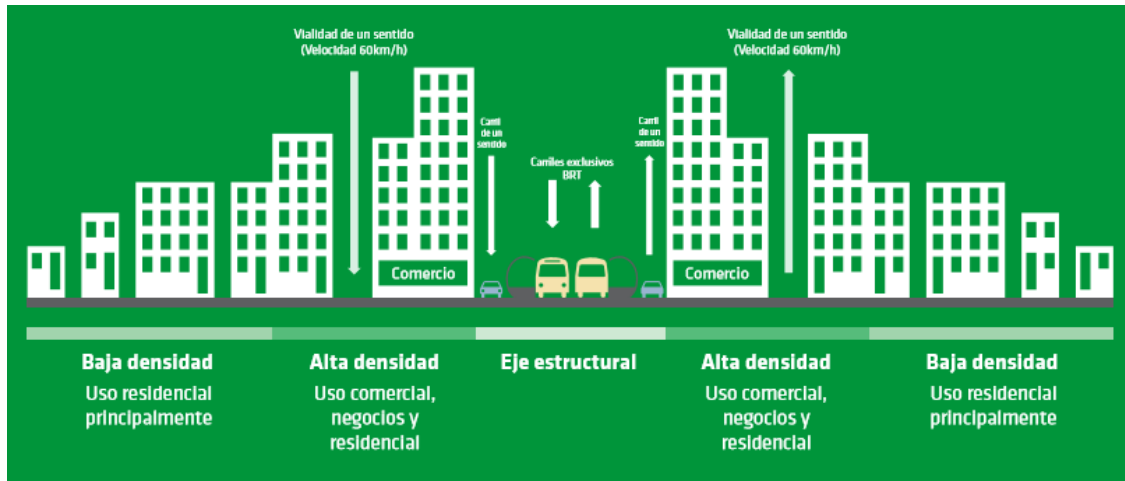 Vialidad de un sentido
(Velocidad 60km/h)
Vialidad de un sentido
(Velocidad 60km/h)
Carril
de un
sentido
Carriles exclusivos
BRT
Carril
de un
sentido
Comercio
Comercio
Baja densidad
Uso residencial
principalmente
Alta densidad
Uso comercial,
negocios y
residencial
Eje estructural
Alta densidad
Uso comercial,
negocios y
residencial
Baja densidad
Uso residencial
principalmente